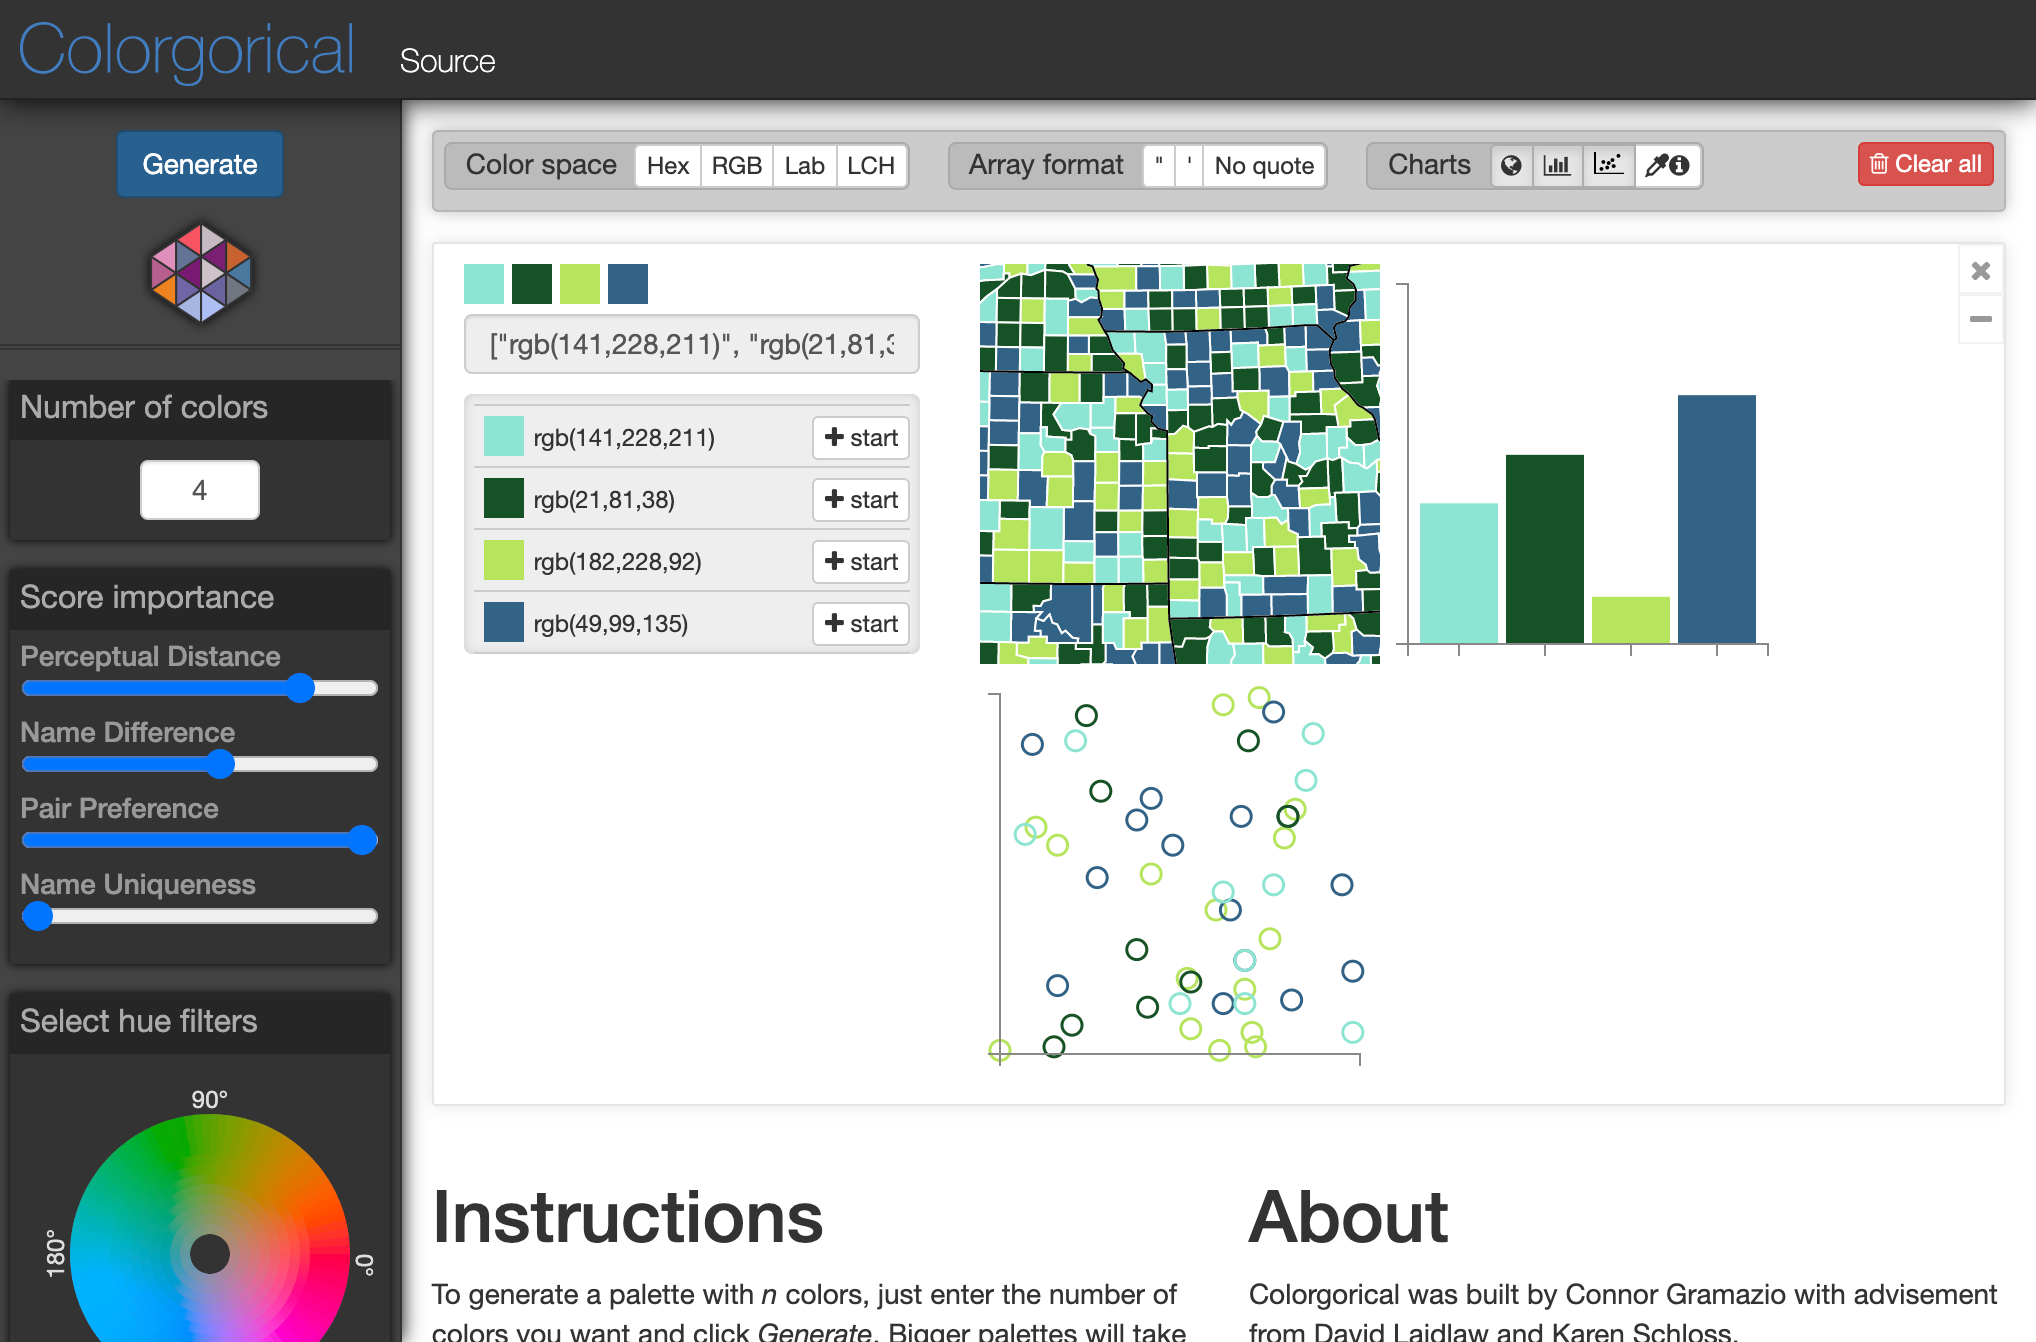 Colorgorical
Source
Generate
Number of colors
4
Score importance
Perceptual Distance
Name Difference
Pair Preference
Name Uniqueness
Select hue filters
90°
180°
0°
Color space Hex RGB Lab LCH
Array format " ' No quote
Charts
Clear all
["rgb(141,228,211)", "rgb(21,81,3
rgb(141,228,211) start
rgb(21,81,38) start
rgb(182,228,92) start
rgb(49,99,135) start
Instructions
To generate a palette with n colors, just enter the number of
colors you want and click Generate. Bigger palettes will take
About
Colorgorical was built by Connor Gramazio with advisement
from David Laidlaw and Karen Schloss.